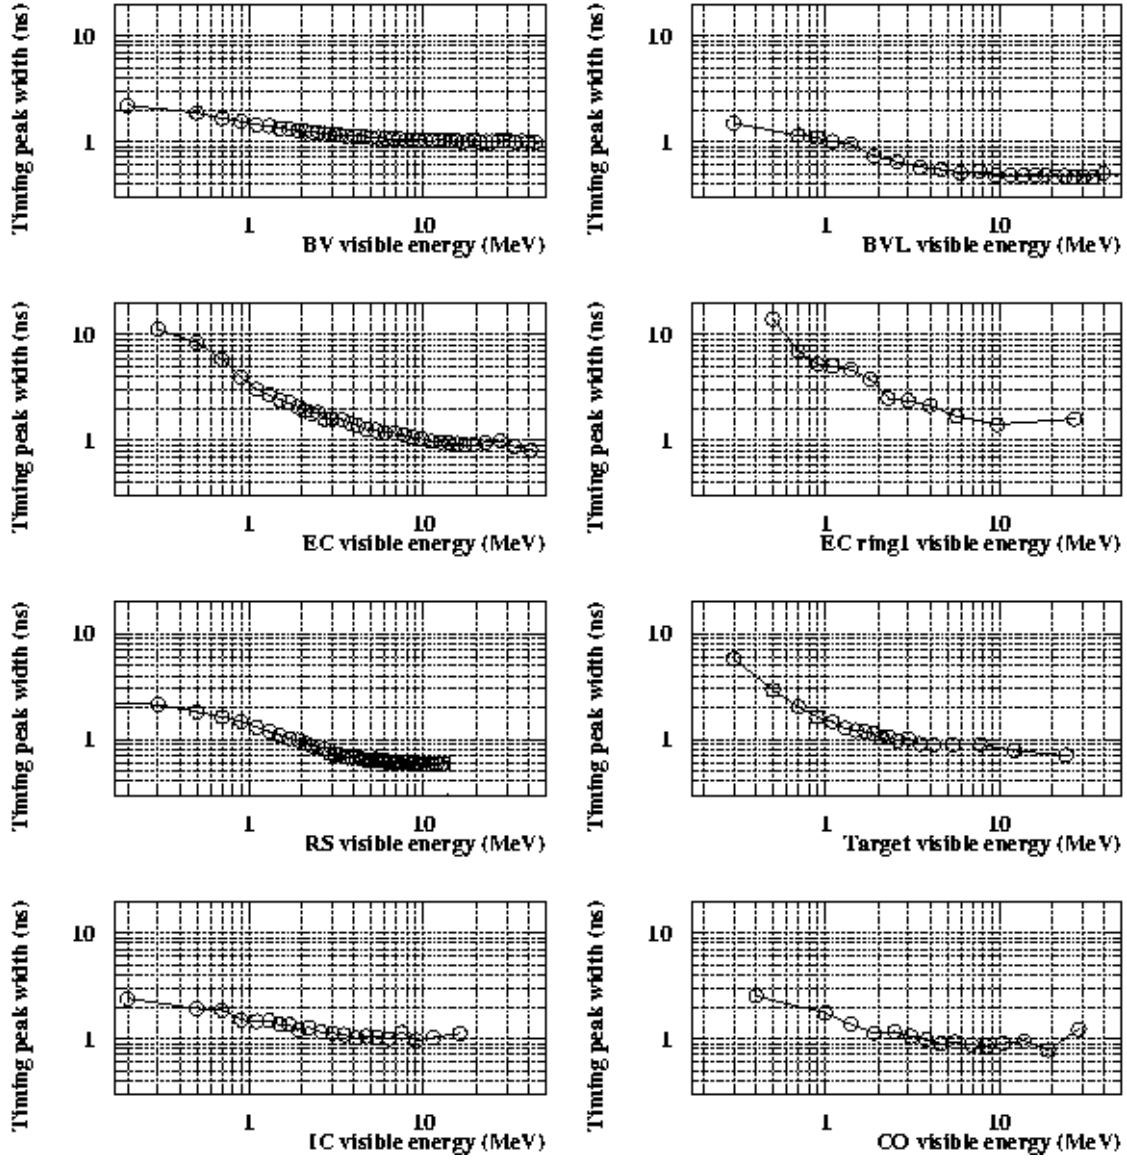 Timing peak width (ns)
10
1
1
10
BV visible energy (MeV)
Timing peak width (ns)
10
1
1
10
BVL visible energy (MeV)
Timing peak width (ns)
10
1
1
10
EC visible energy (MeV)
Timing peak width (ns)
10
1
1
10
EC ring1 visible energy (MeV)
Timing peak width (ns)
10
1
1
10
RS visible energy (MeV)
Timing peak width (ns)
10
1
1
10
Target visible energy (MeV)
Timing peak width (ns)
10
1
1
10
IC visible energy (MeV)
Timing peak width (ns)
10
1
1
10
CO visible energy (MeV)